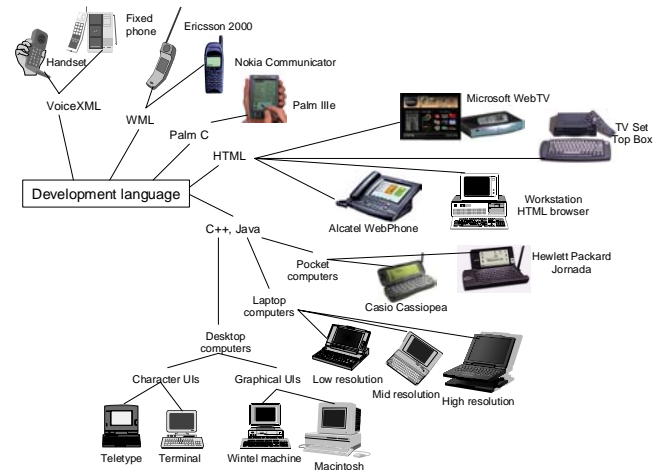 Fixed
phone
Ericsson 2000
Handset
Nokia Communicator
VoiceXML
WML
Palm IIIe
Microsoft WebTV
TV Set
Top Box
Palm C
HTML
Development language
Alcatel WebPhone
Workstation
HTML browser
C++, Java
Pocket
computers
Hewlett Packard
Jornada
Casio Cassiopea
Laptop
computers
Desktop
computers
Low resolution
Mid resolution
High resolution
Character UIs
Graphical UIs
Teletype
Terminal
Wintel machine
Macintosh